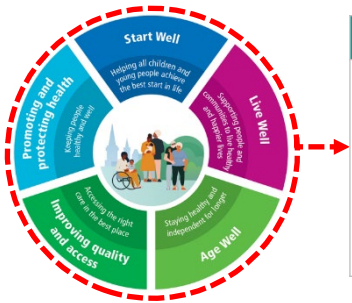 Start Well
Helping all children and
young people achieve
the best start in life
Live Well
Supporting people and
communities to live healthy
and happier lives
Age Well
Staying healthy and
independent for longer
Improving quality
and access
Accessing the right
care in the best place
Promoting and
protecting health
Keeping people
healthy and well